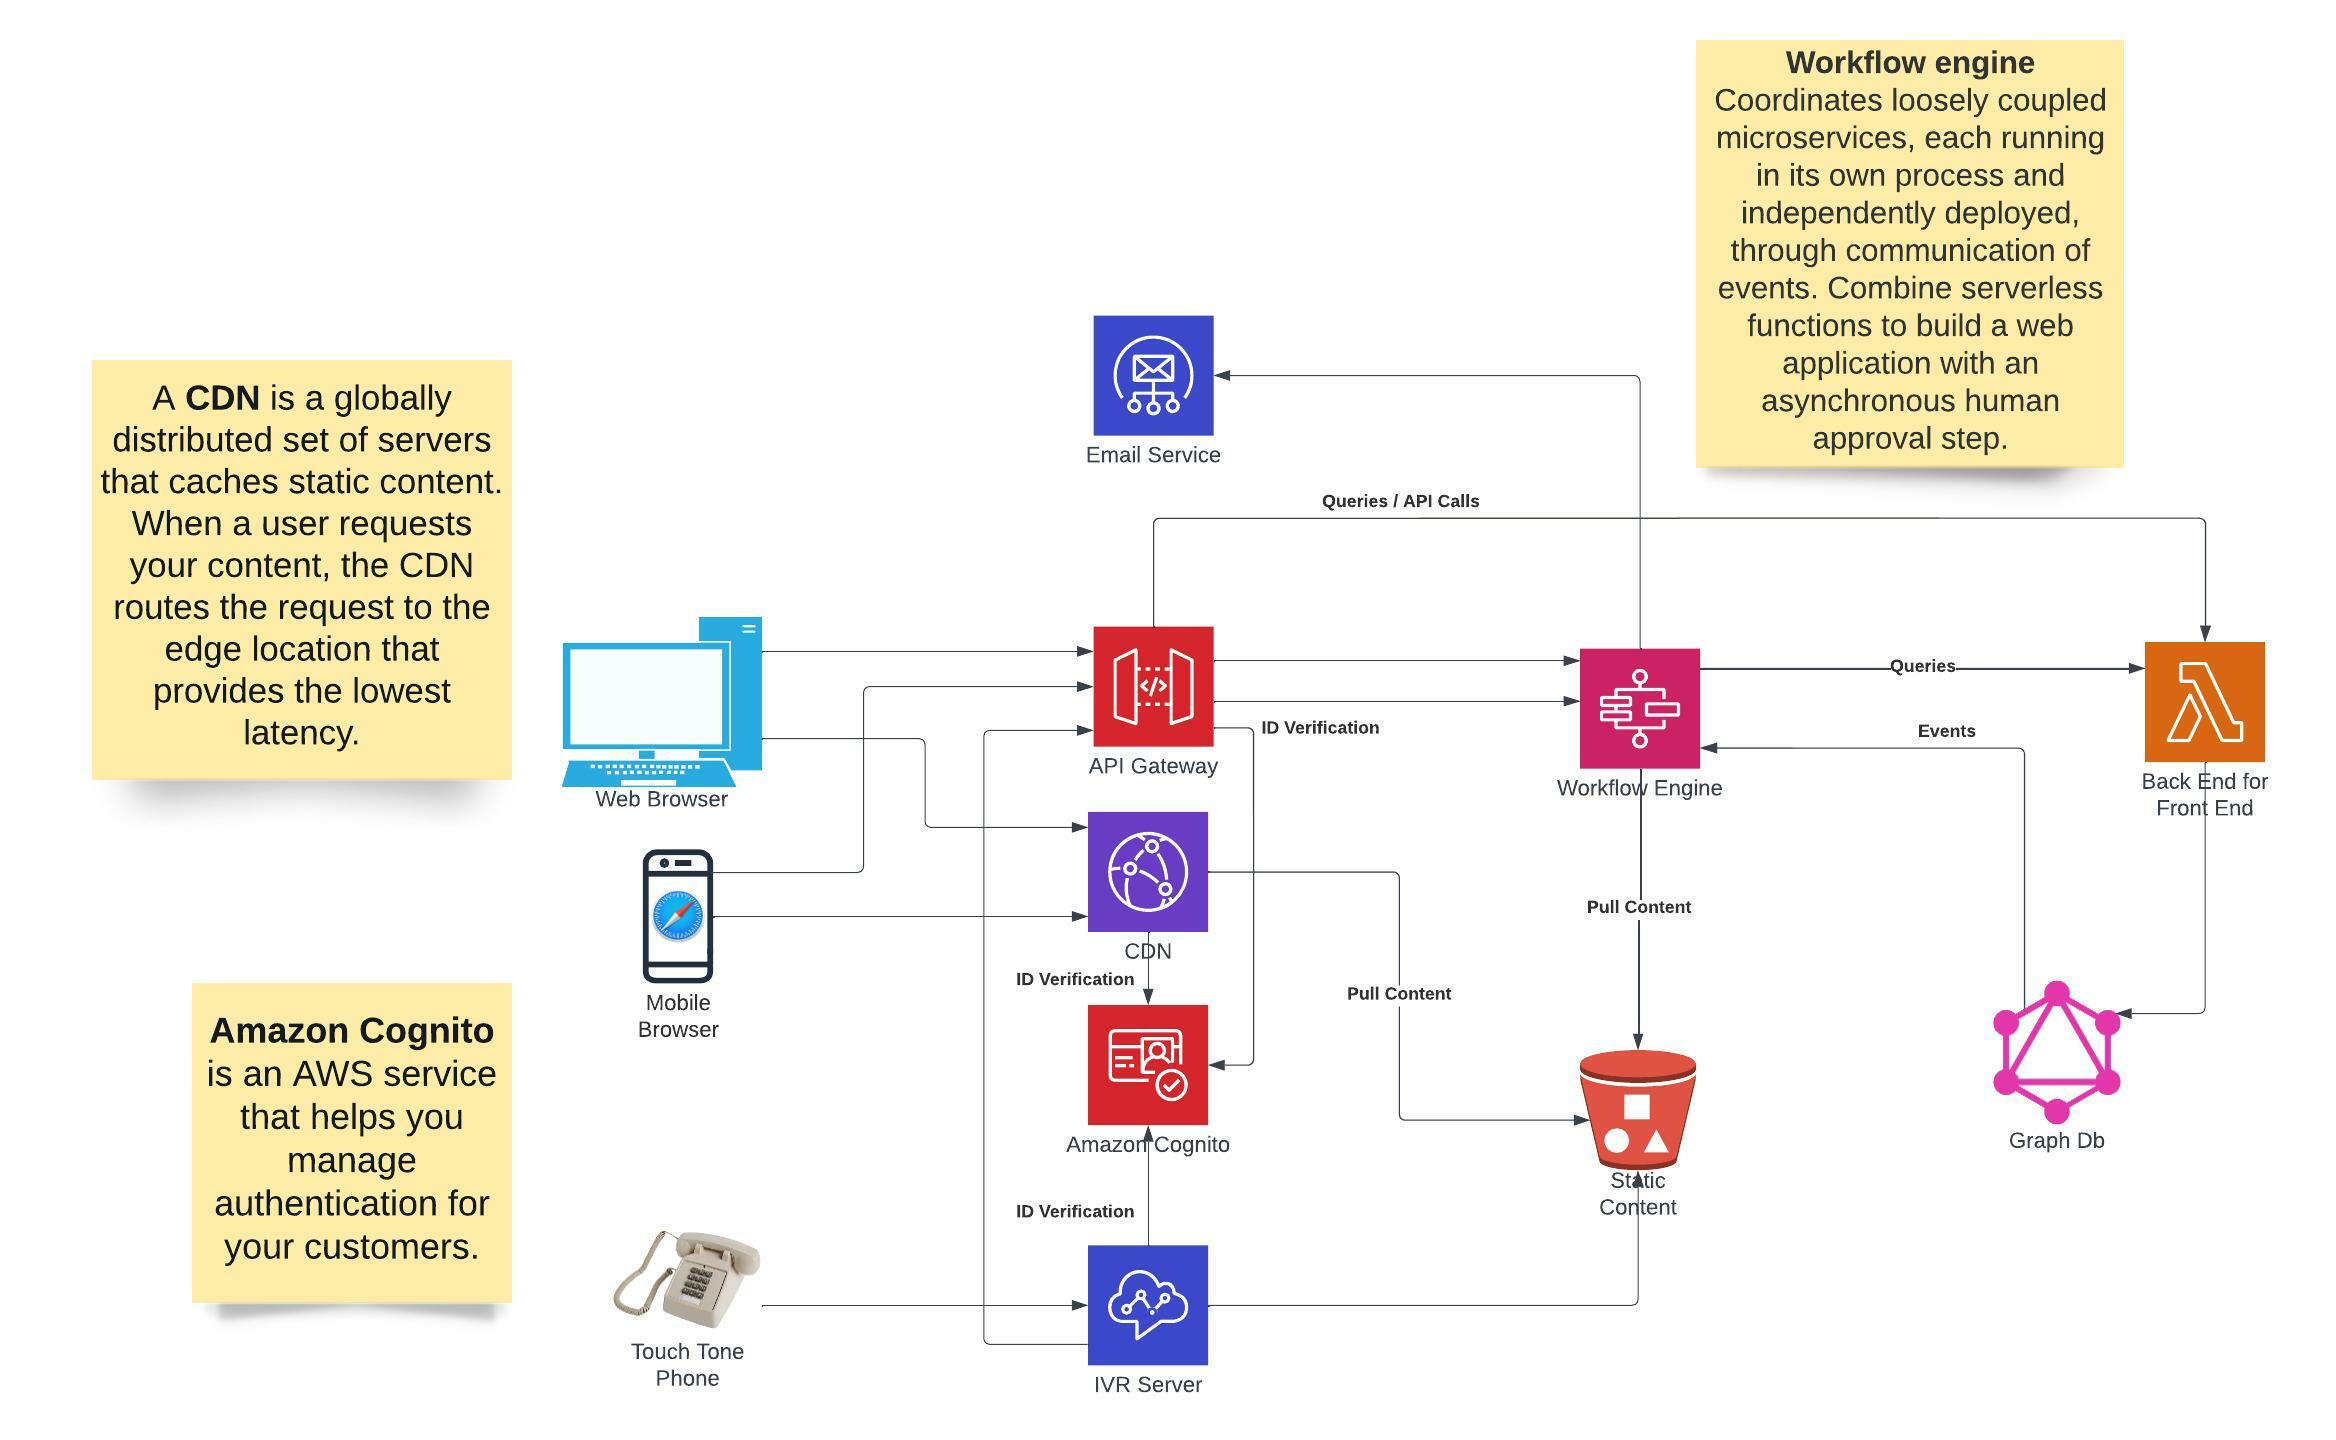 Workflow engine
Coordinates loosely coupled
microservices, each running
in its own process and
independently deployed,
through communication of
events. Combine serverless
functions to build a web
application with an
asynchronous human
approval step.
A CDN is a globally
distributed set of servers
that caches static content.
When a user requests
your content, the CDN
routes the request to the
edge location that
provides the lowest
latency.
Email Service
Queries / API Calls
Queries
ID Verification
Events
API Gateway
Workflow Engine
Back End for
Front End
Web Browser
Pull Content
CDN
ID Verification
Pull Content
Mobile
Browser
Amazon Cognito
is an AWS service
that helps you
manage
authentication for
your customers.
Amazon Cognito
Graph Db
Static
Content
ID Verification
Touch Tone
Phone
IVR Server